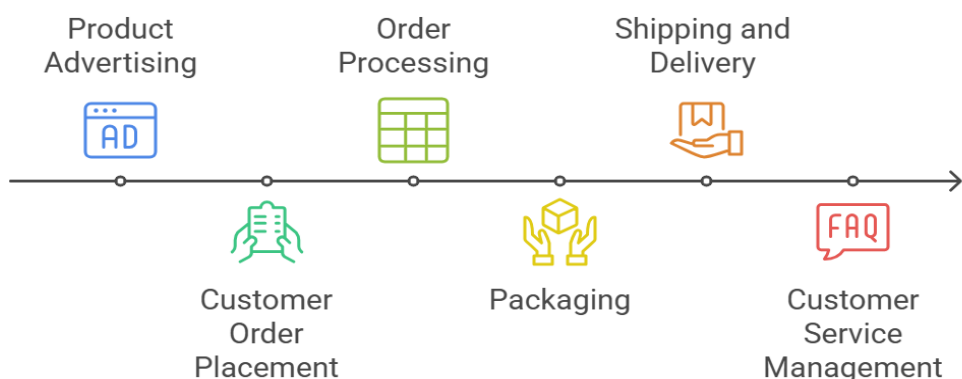 Product
Advertising
AD
Customer
Order
Placement
Order
Processing
Packaging
Shipping and
Delivery
FAQ
Customer
Service
Management